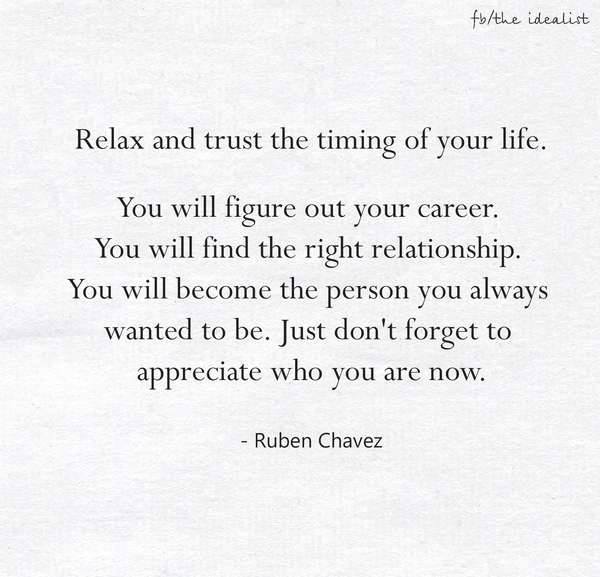 fb/the idealist
Relax and trust the timing of your life.
You will figure out your career.
You will find the right relationship.
You will become the person you always
wanted to be. Just don't forget to
appreciate who you are now.
- Ruben Chavez